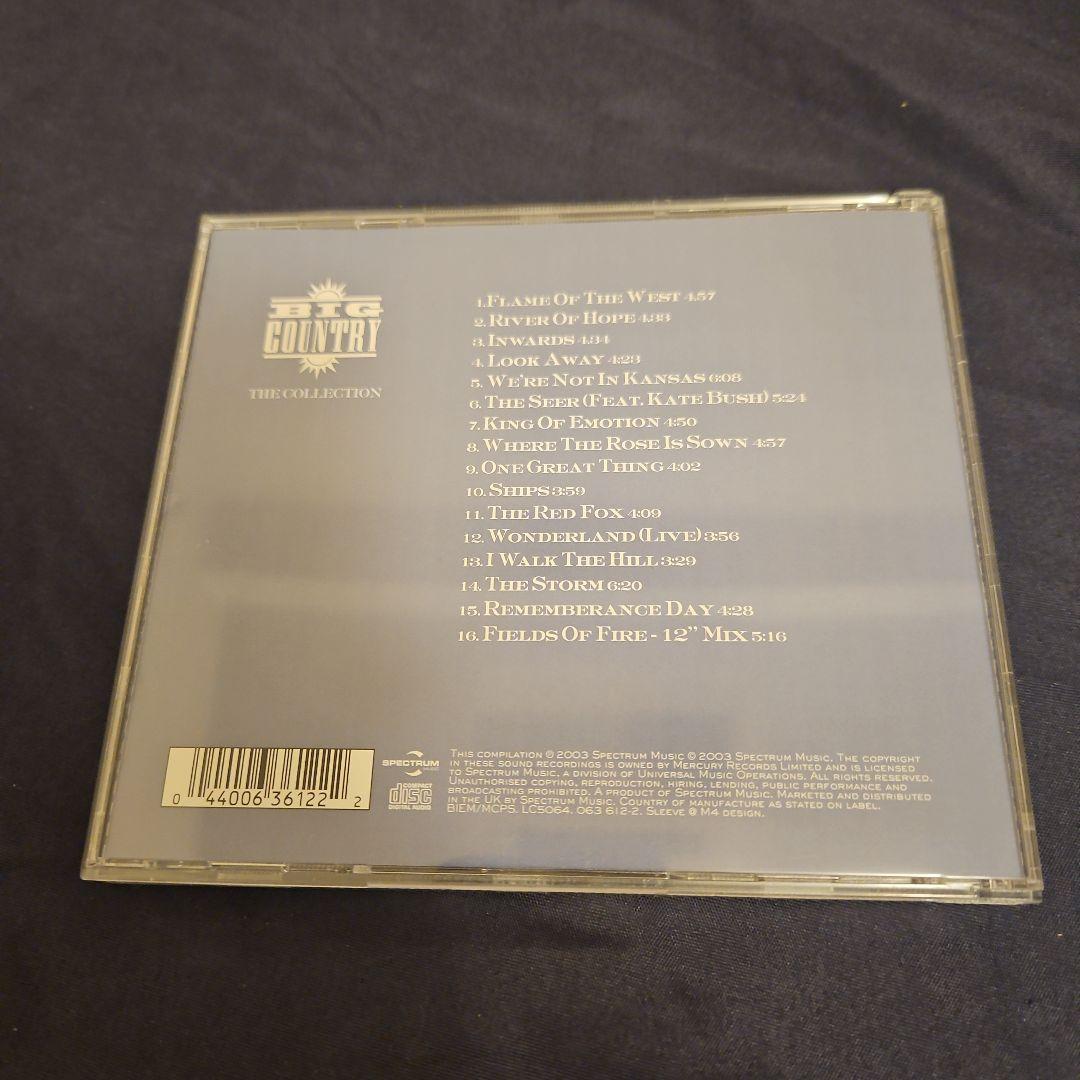 BIG
COUNTRY
THE COLLECTION
1. FLAME OF THE WEST 4.57
2. RIVER OF HOPE 4.33
3. INWARDS 4.34
4. LOOK AWAY 4:23
5. WE'RE NOT IN KANSAS 6:08
6. THE SEER (FEAT. KATE BUSH) 5:24
7. KING OF EMOTION 4:50
8. WHERE THE ROSE IS SOWN 4:57
9. ONE GREAT THING 4:02
10. SHIPS 3:59
11. THE RED FOX 4:09
12. WONDERLAND (LIVE) 3:56
13. I WALK THE HILL 3:29
14. THE STORM 6:20
15. REMEMBERANCE DAY 4:28
16. FIELDS OF FIRE - 12" MIX 5:16
0 44006 36122 2
SPECTRUM
MUSIC
COMPACT
disc
DIGITAL AUDIO
THIS COMPILATION ℗ 2003 SPECTRUM MUSIC © 2003 SPECTRUM MUSIC. THE COPYRIGHT
IN THESE SOUND RECORDINGS IS OWNED BY MERCURY RECORDS LIMITED AND IS LICENSED
TO SPECTRUM MUSIC, A DIVISION OF UNIVERSAL MUSIC OPERATIONS. ALL RIGHTS RESERVED.
UNAUTHORISED COPYING, REPRODUCTION, HIRING, LENDING, PUBLIC PERFORMANCE AND
BROADCASTING PROHIBITED. A PRODUCT OF SPECTRUM MUSIC. MARKETED AND DISTRIBUTED
IN THE UK BY SPECTRUM MUSIC. COUNTRY OF MANUFACTURE AS STATED ON LABEL.
BIEM/MCPS. LC5064. 063 612-2. SLEEVE @ M4 DESIGN.